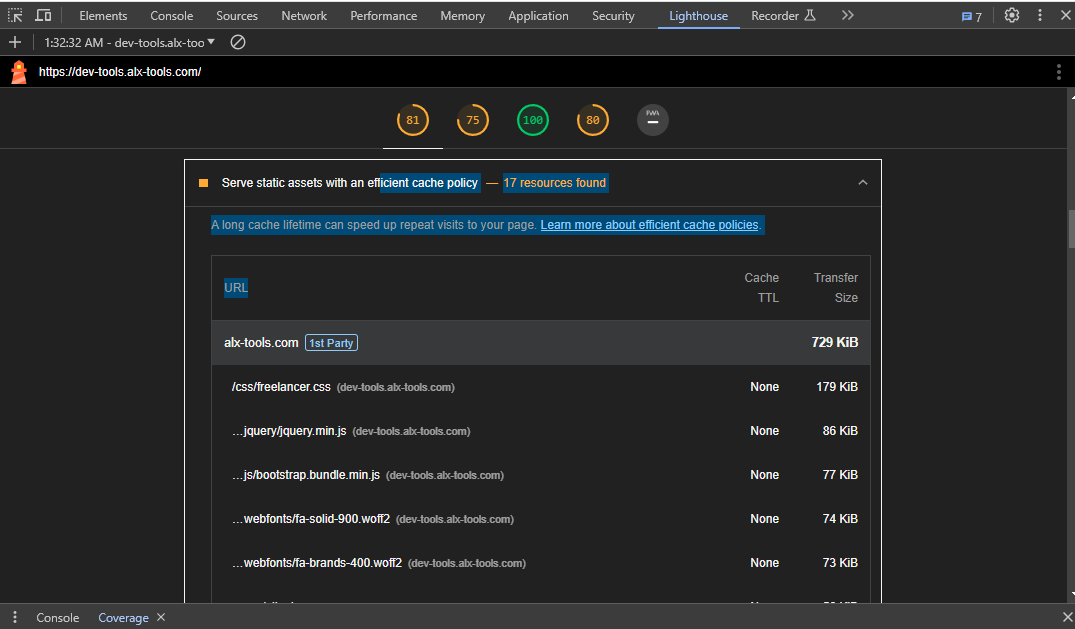 Elements Console Sources Network Performance Memory Application Security Lighthouse Recorder 7
1:32:32 AM - dev-tools.alx-too
https://dev-tools.alx-tools.com/
81 75 100 80 PWA
Serve static assets with an efficient cache policy — 17 resources found
A long cache lifetime can speed up repeat visits to your page. Learn more about efficient cache policies.
URL Cache TTL Transfer Size
alx-tools.com 1st Party 729 KiB
/css/freelancer.css (dev-tools.alx-tools.com) None 179 KiB
…jquery/jquery.min.js (dev-tools.alx-tools.com) None 86 KiB
…js/bootstrap.bundle.min.js (dev-tools.alx-tools.com) None 77 KiB
…webfonts/fa-solid-900.woff2 (dev-tools.alx-tools.com) None 74 KiB
…webfonts/fa-brands-400.woff2 (dev-tools.alx-tools.com) None 73 KiB
Console Coverage